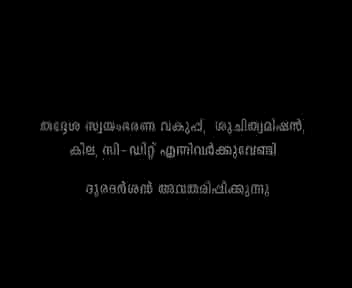 തദ്ദേശ സ്വയംഭരണ വകുപ്പ്, ശുചിത്വമിഷൻ,
കില, സി-ഡിറ്റ് എന്നിവർക്കുവേണ്ടി
ദൂരദർശൻ അവതരിപ്പിക്കുന്നു